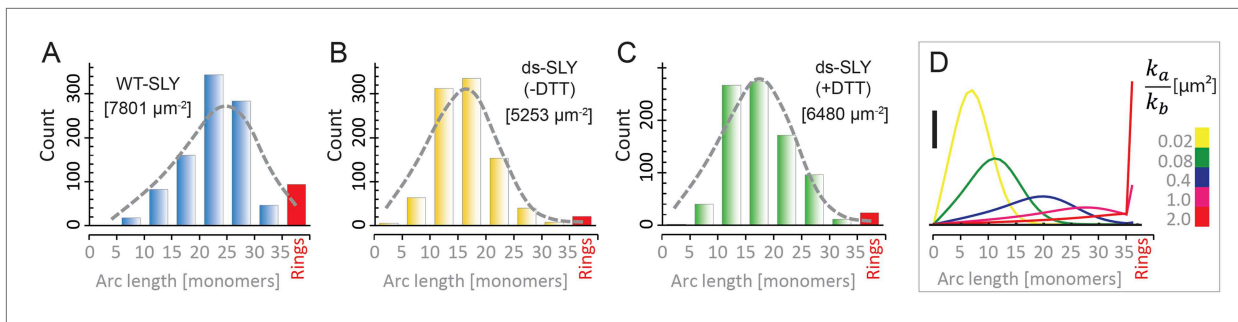 A
WT-SLY
[7801 µm⁻²]
Count
0
100
200
300
0 5 10 15 20 25 30 35
Rings
Arc length [monomers]
B
ds-SLY
(-DTT)
[5253 µm⁻²]
Count
0
100
200
300
0 5 10 15 20 25 30 35
Rings
Arc length [monomers]
C
ds-SLY
(+DTT)
[6480 µm⁻²]
Count
0
100
200
300
0 5 10 15 20 25 30 35
Rings
Arc length [monomers]
D
kₐ
k_b
[µm²]
0.02
0.08
0.4
1.0
2.0
0 5 10 15 20 25 30 35
Rings
Arc length [monomers]